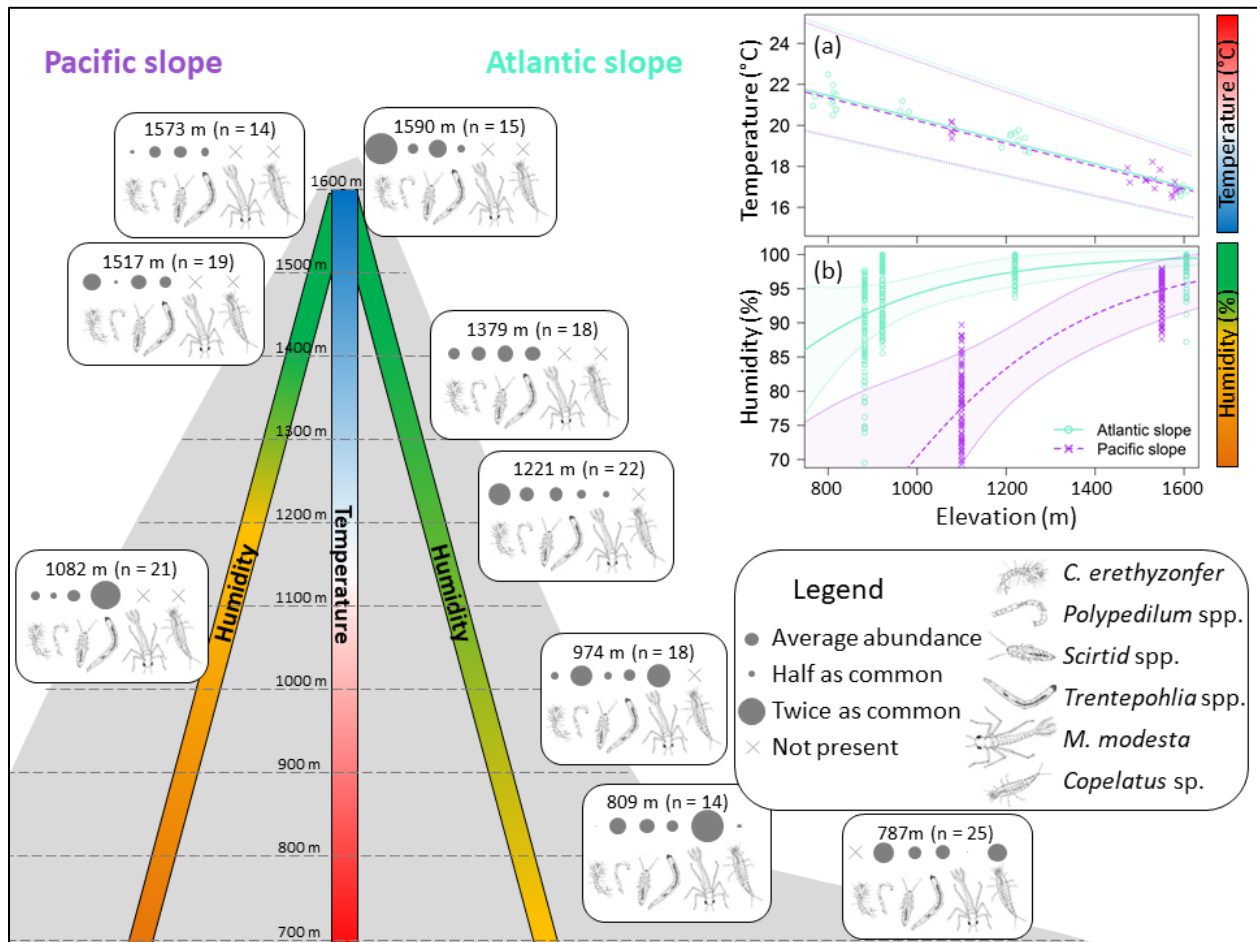 Pacific slope
Atlantic slope
1573 m (n = 14)
1590 m (n = 15)
1517 m (n = 19)
1379 m (n = 18)
1221 m (n = 22)
1082 m (n = 21)
974 m (n = 18)
809 m (n = 14)
787m (n = 25)
1600 m
1500 m
1400 m
1300 m
1200 m
1100 m
1000 m
900 m
800 m
700 m
Humidity
Temperature
Humidity
(a)
Temperature (°C)
24
22
20
18
16
Temperature (°C)
(b)
Humidity (%)
100
95
90
85
80
75
70
Atlantic slope
Pacific slope
Humidity (%)
800
1000
1200
1400
1600
Elevation (m)
Legend
Average abundance
Half as common
Twice as common
Not present
C. erethyzonfer
Polypedilum spp.
Scirtid spp.
Trentepohlia spp.
M. modesta
Copelatus sp.